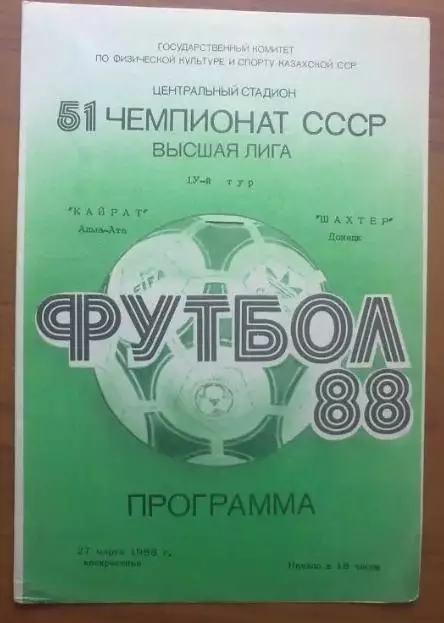 ГОСУДАРСТВЕННЫЙ КОМИТЕТ
ПО ФИЗИЧЕСКОЙ КУЛЬТУРЕ И СПОРТУ КАЗАХСКОЙ ССР
ЦЕНТРАЛЬНЫЙ СТАДИОН
51 ЧЕМПИОНАТ СССР
ВЫСШАЯ ЛИГА
1У-й тур
"КАЙРАТ"
Алма-Ата
"ШАХТЕР"
Донецк
FIFA
ФУТБОЛ
88
ПРОГРАММА
27 марта 1988 г.
воскресенье
Начало в 18 часов